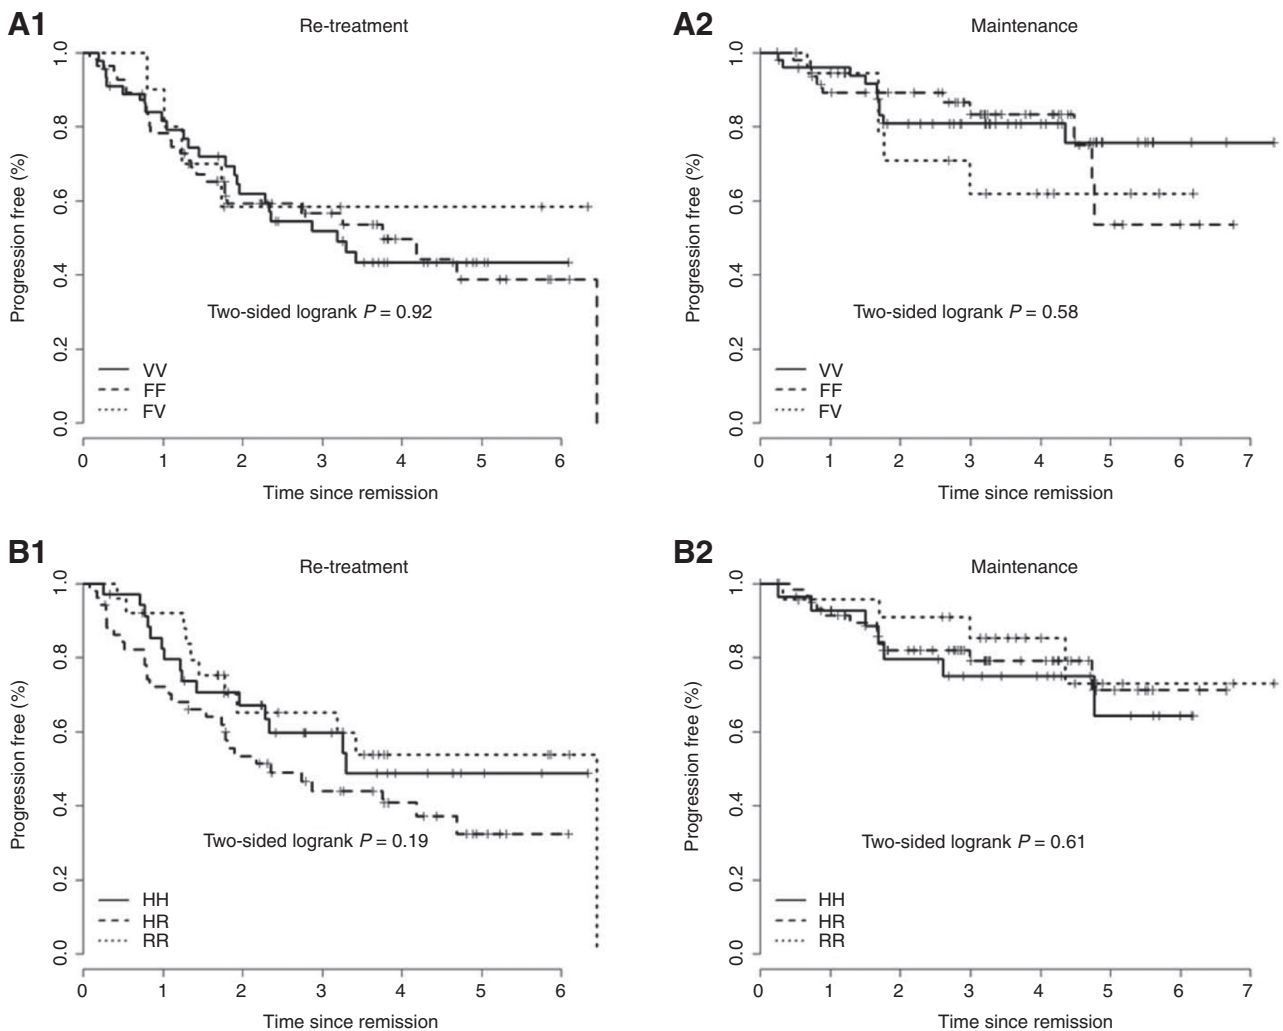 A1
Re-treatment
Progression free (%)
1.0
0.8
0.6
0.4
0.2
0.0
Two-sided logrank P = 0.92
VV
FF
FV
0 1 2 3 4 5 6
Time since remission
A2
Maintenance
Progression free (%)
1.0
0.8
0.6
0.4
0.2
0.0
Two-sided logrank P = 0.58
VV
FF
FV
0 1 2 3 4 5 6 7
Time since remission
B1
Re-treatment
Progression free (%)
1.0
0.8
0.6
0.4
0.2
0.0
Two-sided logrank P = 0.19
HH
HR
RR
0 1 2 3 4 5 6
Time since remission
B2
Maintenance
Progression free (%)
1.0
0.8
0.6
0.4
0.2
0.0
Two-sided logrank P = 0.61
HH
HR
RR
0 1 2 3 4 5 6 7
Time since remission